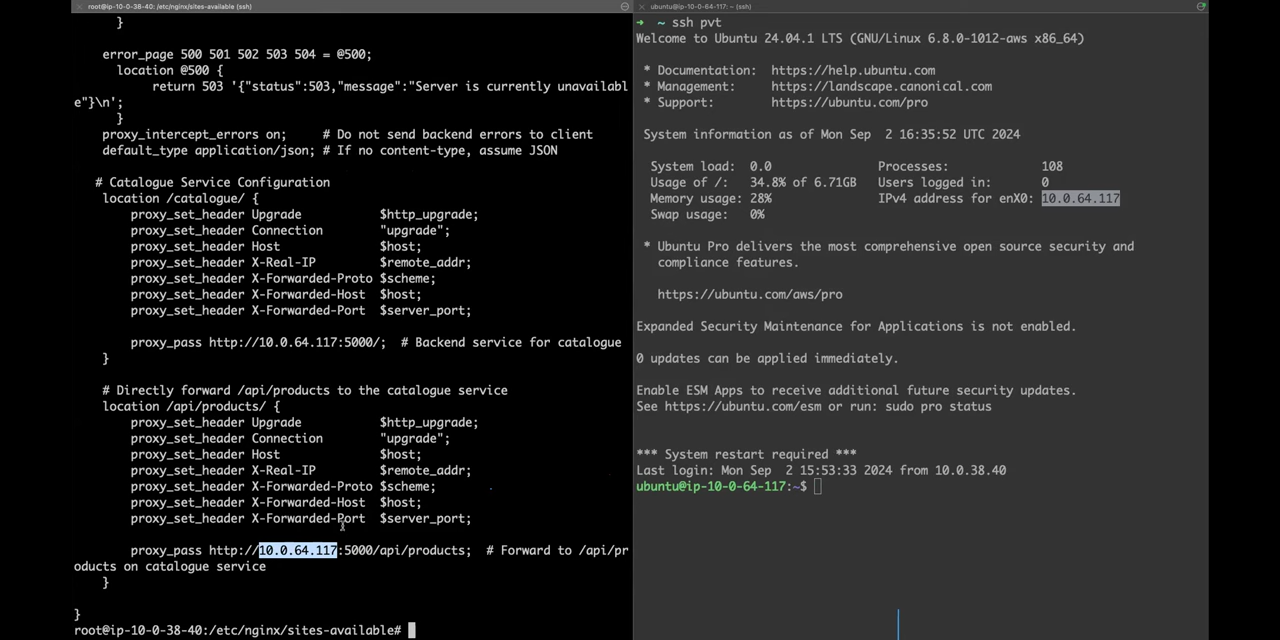 root@ip-10-0-38-40: /etc/nginx/sites-available (ssh)
}
error_page 500 501 502 503 504 = @500;
location @500 {
return 503 '{"status":503,"message":"Server is currently unavailabl
e"}\n';
}
proxy_intercept_errors on;     # Do not send backend errors to client
default_type application/json; # If no content-type, assume JSON
# Catalogue Service Configuration
location /catalogue/ {
proxy_set_header Upgrade           $http_upgrade;
proxy_set_header Connection        "upgrade";
proxy_set_header Host              $host;
proxy_set_header X-Real-IP         $remote_addr;
proxy_set_header X-Forwarded-Proto $scheme;
proxy_set_header X-Forwarded-Host  $host;
proxy_set_header X-Forwarded-Port  $server_port;
proxy_pass http://10.0.64.117:5000/;  # Backend service for catalogue
}
# Directly forward /api/products to the catalogue service
location /api/products/ {
proxy_set_header Upgrade           $http_upgrade;
proxy_set_header Connection        "upgrade";
proxy_set_header Host              $host;
proxy_set_header X-Real-IP         $remote_addr;
proxy_set_header X-Forwarded-Proto $scheme;
proxy_set_header X-Forwarded-Host  $host;
proxy_set_header X-Forwarded-Port  $server_port;
proxy_pass http://10.0.64.117:5000/api/products;  # Forward to /api/pr
oducts on catalogue service
}
}
root@ip-10-0-38-40:/etc/nginx/sites-available#
ubuntu@ip-10-0-64-117: ~ (ssh)
➜  ~ ssh pvt
Welcome to Ubuntu 24.04.1 LTS (GNU/Linux 6.8.0-1012-aws x86_64)
* Documentation:  https://help.ubuntu.com
* Management:     https://landscape.canonical.com
* Support:        https://ubuntu.com/pro
System information as of Mon Sep  2 16:35:52 UTC 2024
System load:  0.0               Processes:             108
Usage of /:   34.8% of 6.71GB   Users logged in:       0
Memory usage: 28%               IPv4 address for enX0: 10.0.64.117
Swap usage:   0%
* Ubuntu Pro delivers the most comprehensive open source security and
compliance features.
https://ubuntu.com/aws/pro
Expanded Security Maintenance for Applications is not enabled.
0 updates can be applied immediately.
Enable ESM Apps to receive additional future security updates.
See https://ubuntu.com/esm or run: sudo pro status
*** System restart required ***
Last login: Mon Sep  2 15:53:33 2024 from 10.0.38.40
ubuntu@ip-10-0-64-117:~$